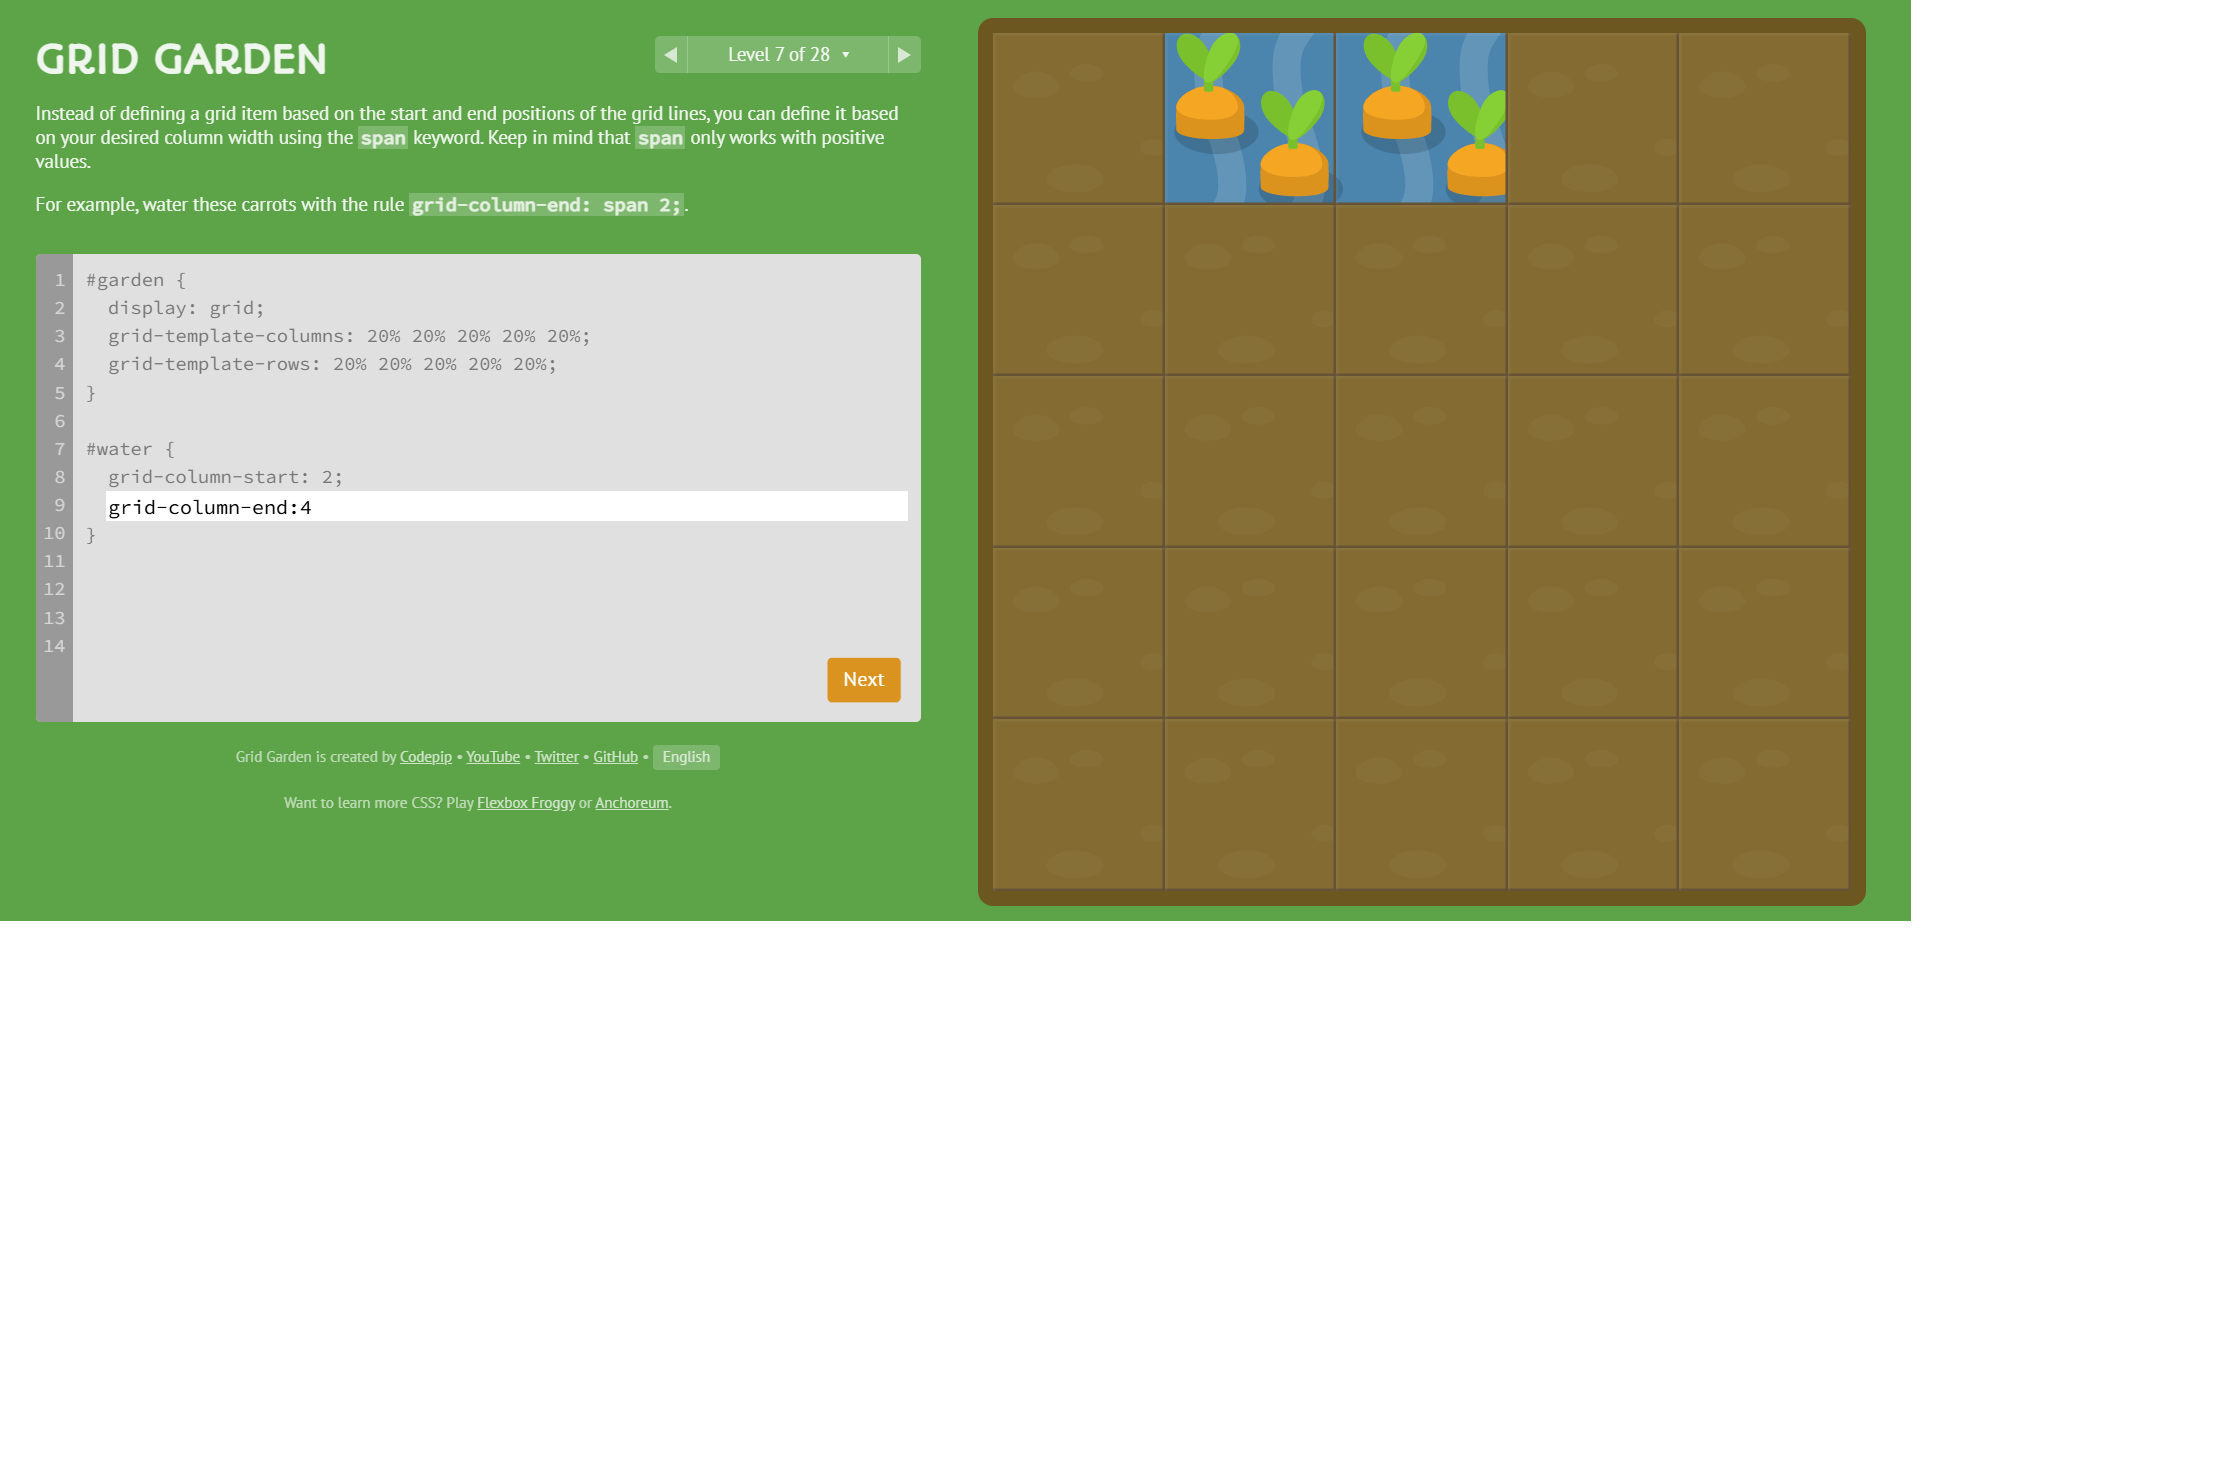 GRID GARDEN
Level 7 of 28 ▾
Instead of defining a grid item based on the start and end positions of the grid lines, you can define it based
on your desired column width using the span keyword. Keep in mind that span only works with positive
values.
For example, water these carrots with the rule grid-column-end: span 2;.
1 #garden {
2   display: grid;
3   grid-template-columns: 20% 20% 20% 20% 20%;
4   grid-template-rows: 20% 20% 20% 20% 20%;
5 }
6
7 #water {
8   grid-column-start: 2;
9   grid-column-end:4
10 }
11
12
13
14
Next
Grid Garden is created by Codepip • YouTube • Twitter • GitHub • English
Want to learn more CSS? Play Flexbox Froggy or Anchoreum.